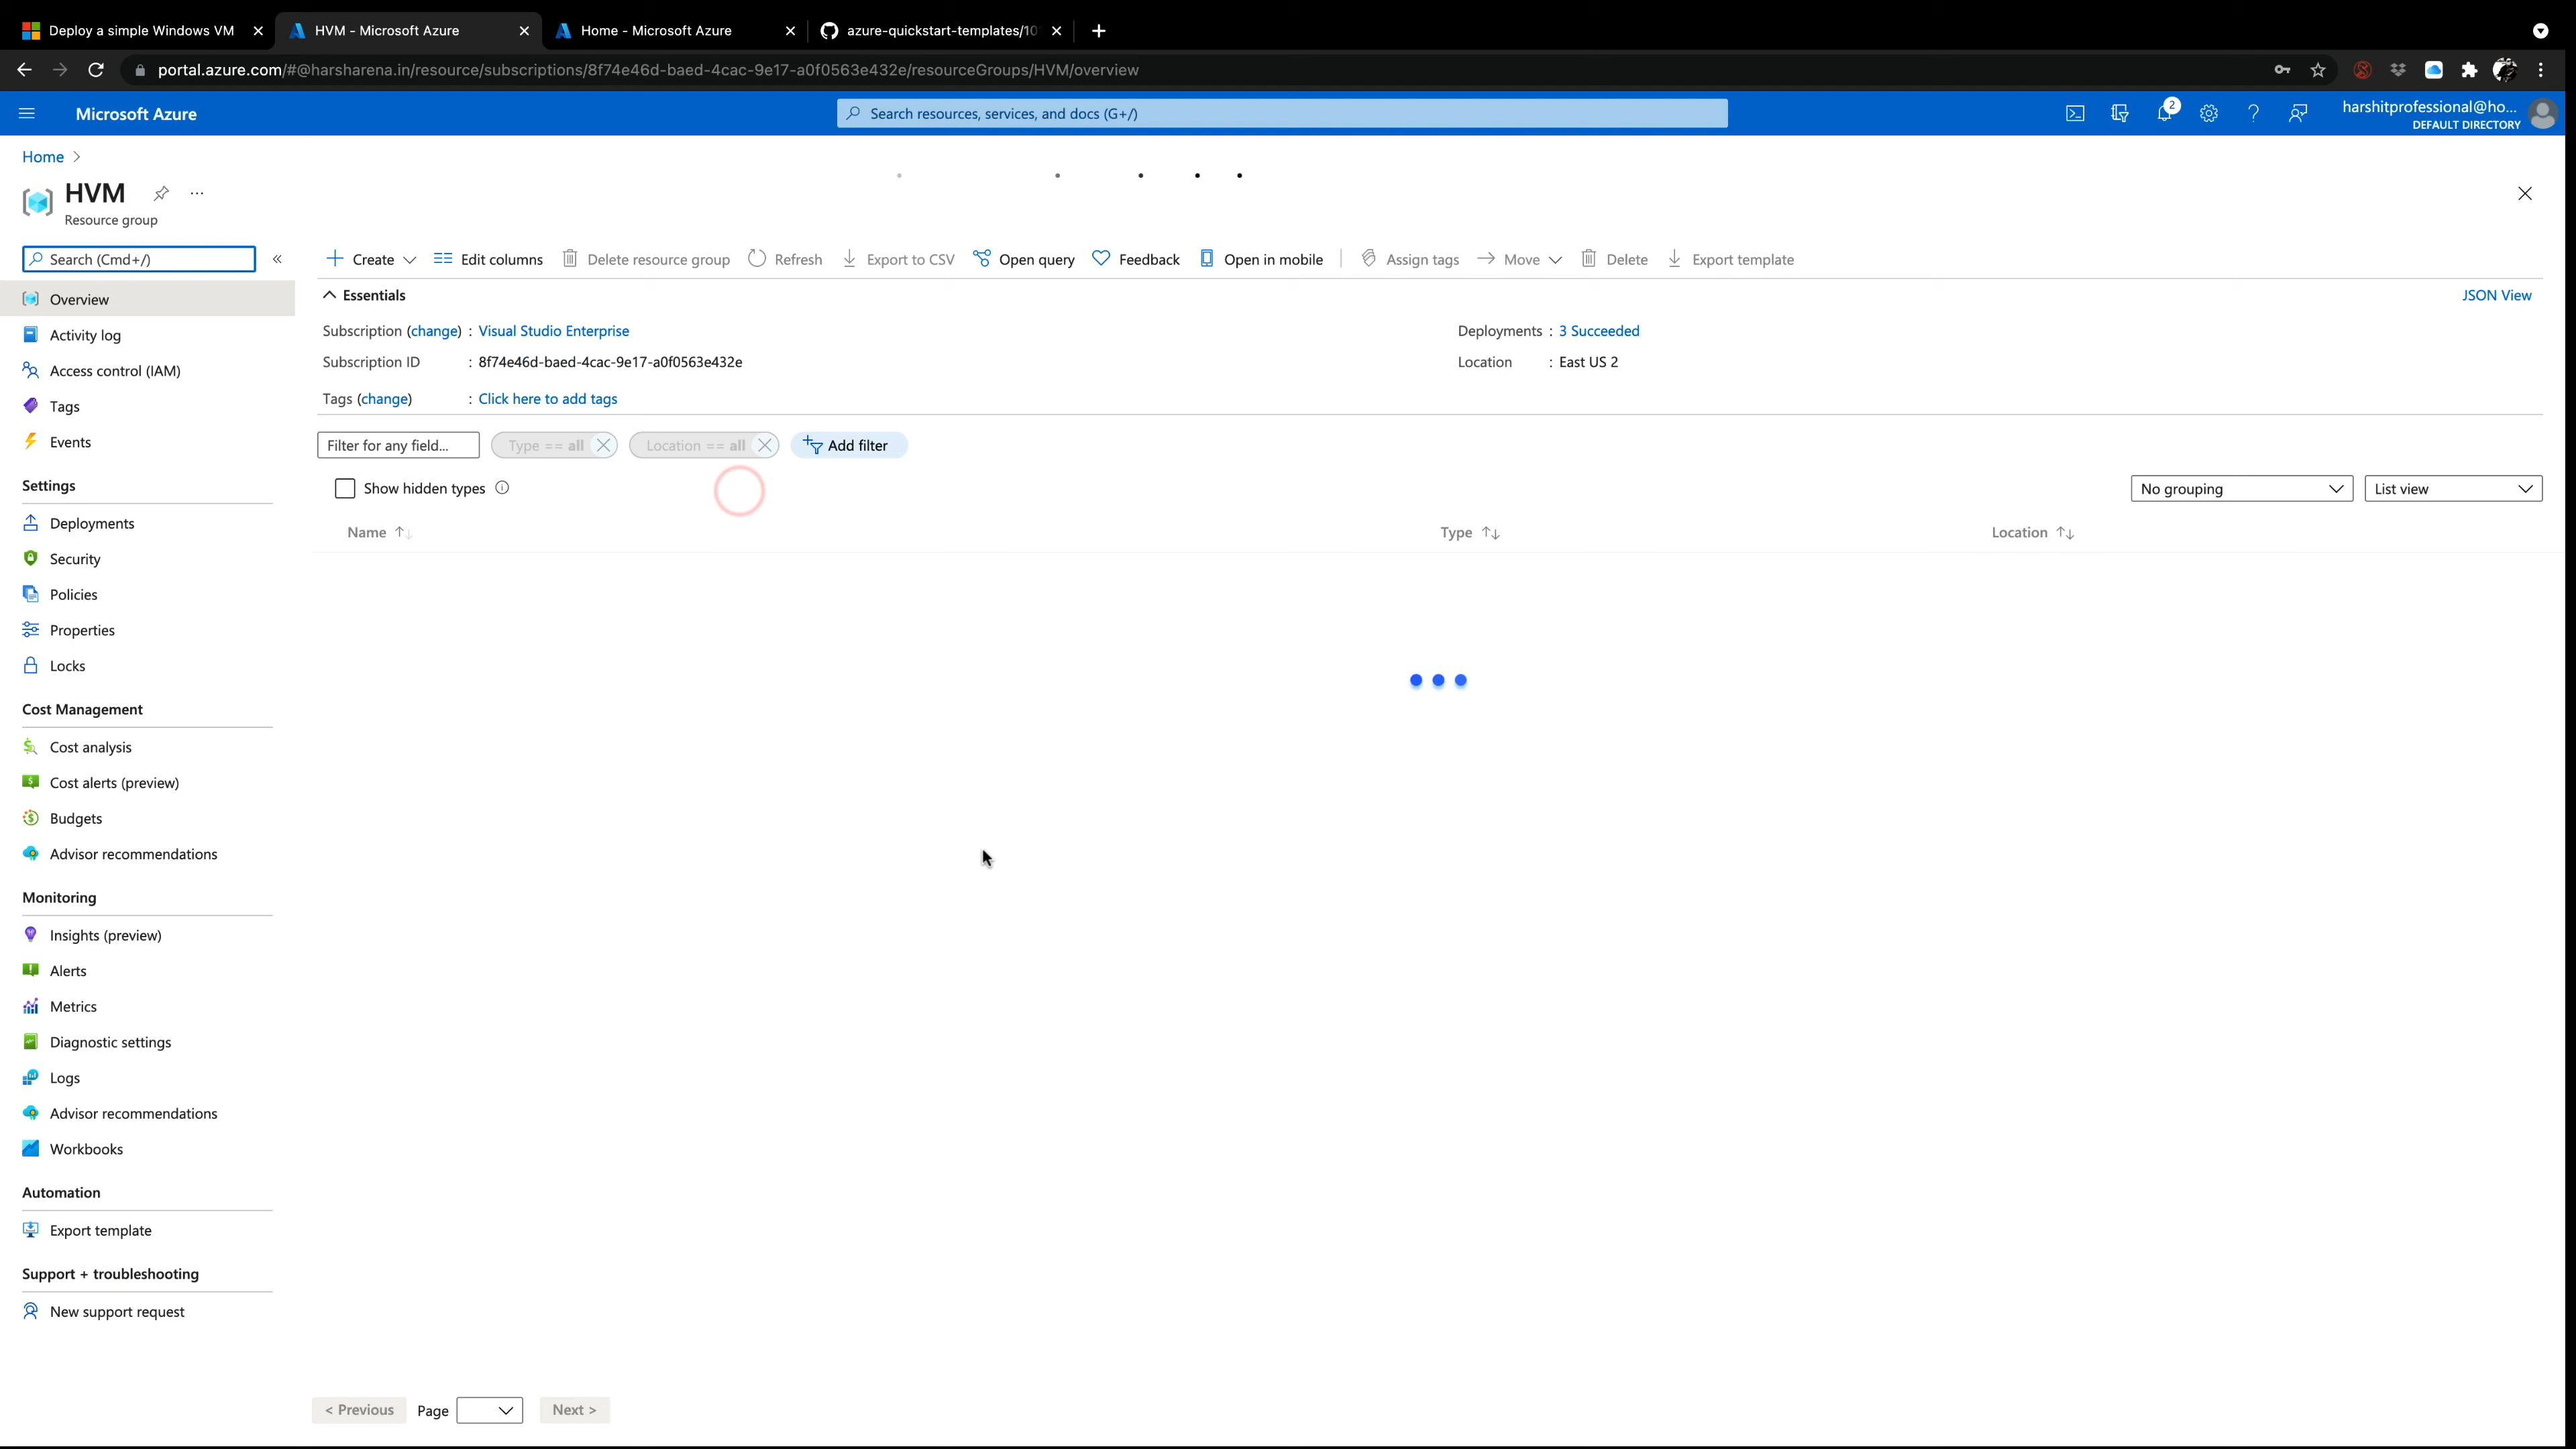 Deploy a simple Windows VM
HVM - Microsoft Azure
Home - Microsoft Azure
azure-quickstart-templates/10
portal.azure.com/#@harsharena.in/resource/subscriptions/8f74e46d-baed-4cac-9e17-a0f0563e432e/resourceGroups/HVM/overview
Microsoft Azure
Search resources, services, and docs (G+/)
2
harshitprofessional@ho...
DEFAULT DIRECTORY
Home >
HVM
Resource group
Search (Cmd+/)
«
Create
Edit columns
Delete resource group
Refresh
Export to CSV
Open query
Feedback
Open in mobile
Assign tags
Move
Delete
Export template
Essentials
JSON View
Subscription (change) : Visual Studio Enterprise
Deployments : 3 Succeeded
Subscription ID : 8f74e46d-baed-4cac-9e17-a0f0563e432e
Location : East US 2
Tags (change) : Click here to add tags
Filter for any field...
Type == all
Location == all
Add filter
Show hidden types
No grouping
List view
Name
Type
Location
Overview
Activity log
Access control (IAM)
Tags
Events
Settings
Deployments
Security
Policies
Properties
Locks
Cost Management
Cost analysis
Cost alerts (preview)
Budgets
Advisor recommendations
Monitoring
Insights (preview)
Alerts
Metrics
Diagnostic settings
Logs
Advisor recommendations
Workbooks
Automation
Export template
Support + troubleshooting
New support request
< Previous
Page
Next >